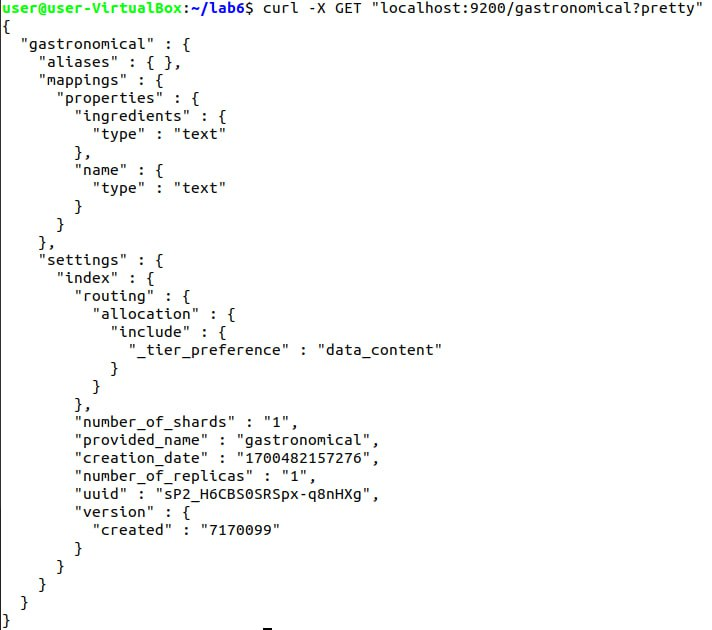 user@user-VirtualBox:~/lab6$ curl -X GET "localhost:9200/gastronomical?pretty"
{
  "gastronomical" : {
    "aliases" : { },
    "mappings" : {
      "properties" : {
        "ingredients" : {
          "type" : "text"
        },
        "name" : {
          "type" : "text"
        }
      }
    },
    "settings" : {
      "index" : {
        "routing" : {
          "allocation" : {
            "include" : {
              "_tier_preference" : "data_content"
            }
          }
        },
        "number_of_shards" : "1",
        "provided_name" : "gastronomical",
        "creation_date" : "1700482157276",
        "number_of_replicas" : "1",
        "uuid" : "sP2_H6CBS0SRSpx-q8nHXg",
        "version" : {
          "created" : "7170099"
        }
      }
    }
  }
}